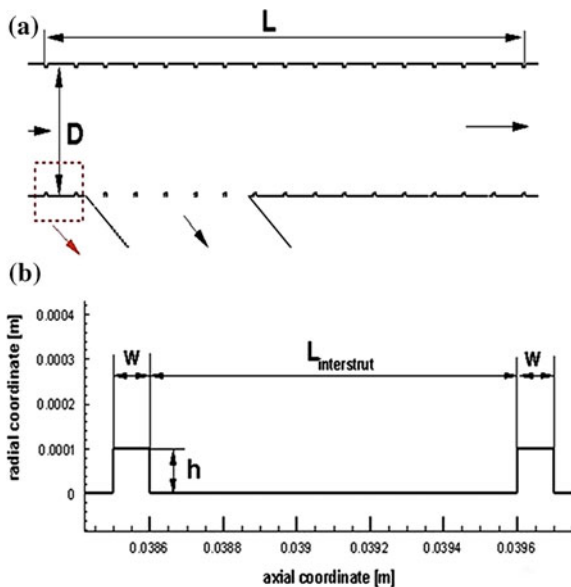 (a)
L
D
(b)
radial coordinate [m]
0.0004
0.0003
0.0002
0.0001
0
W
L interstrut
W
h
0.0386
0.0388
0.039
0.0392
0.0394
0.0396
axial coordinate [m]